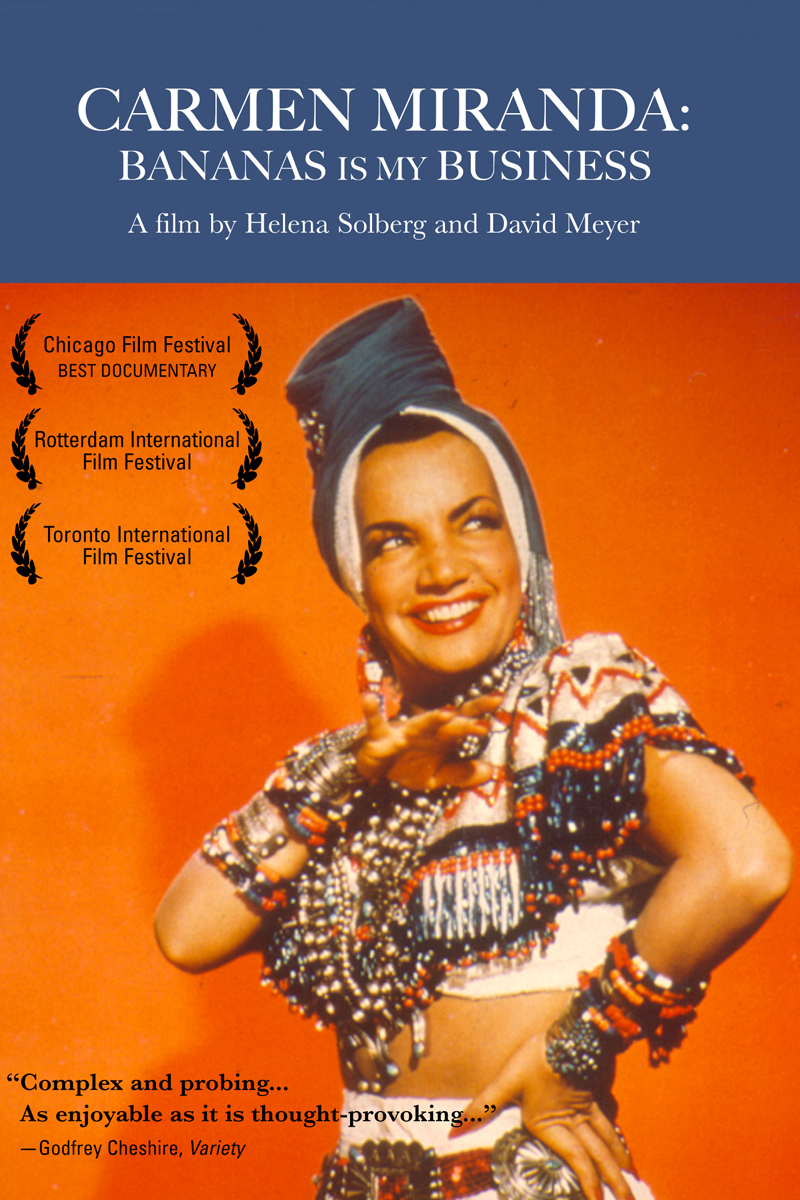 CARMEN MIRANDA:
BANANAS IS MY BUSINESS
A film by Helena Solberg and David Meyer
Chicago Film Festival
BEST DOCUMENTARY
Rotterdam International
Film Festival
Toronto International
Film Festival
“Complex and probing...
As enjoyable as it is thought-provoking...”
—Godfrey Cheshire, Variety